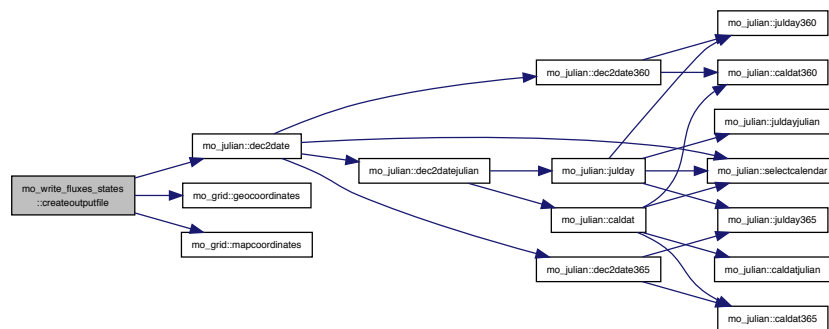 mo_write_fluxes_states
::createoutputfile
mo_julian::dec2date
mo_grid::geocoordinates
mo_grid::mapcoordinates
mo_julian::dec2datejulian
mo_julian::dec2date360
mo_julian::julday
mo_julian::caldat
mo_julian::dec2date365
mo_julian::julday360
mo_julian::caldat360
mo_julian::juldayjulian
mo_julian::selectcalendar
mo_julian::julday365
mo_julian::caldatjulian
mo_julian::caldat365